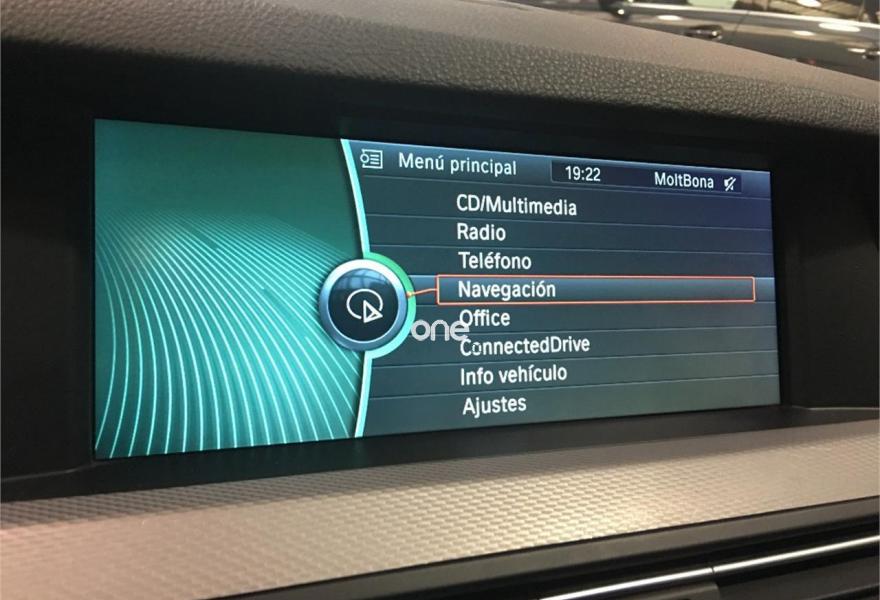 Menú principal
19:22
MoltBona
CD/Multimedia
Radio
Teléfono
Navegación
Office
one
ConnectedDrive
Info vehículo
Ajustes